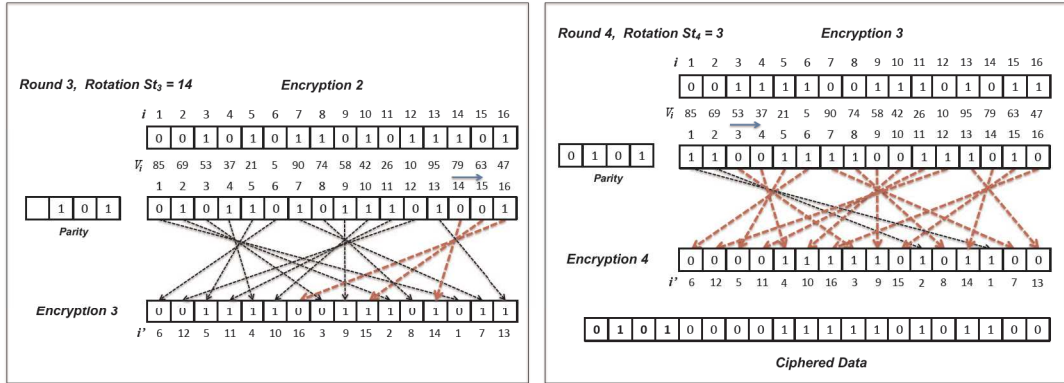 Round 3, Rotation St₃ = 14 Encryption 2
i 1 2 3 4 5 6 7 8 9 10 11 12 13 14 15 16
0 0 1 0 1 0 1 1 0 1 0 1 1 1 0 1
Vᵢ 85 69 53 37 21 5 90 74 58 42 26 10 95 79 63 47
1 2 3 4 5 6 7 8 9 10 11 12 13 14 15 16
1 0 1
0 1 0 1 1 0 1 0 1 1 1 0 1 0 0 1
Parity
Encryption 3
0 0 1 1 1 1 0 0 1 1 1 0 1 0 1 1
i' 6 12 5 11 4 10 16 3 9 15 2 8 14 1 7 13
Round 4, Rotation St₄ = 3 Encryption 3
i 1 2 3 4 5 6 7 8 9 10 11 12 13 14 15 16
0 0 1 1 1 1 0 0 1 1 1 0 1 0 1 1
Vᵢ 85 69 53 37 21 5 90 74 58 42 26 10 95 79 63 47
1 2 3 4 5 6 7 8 9 10 11 12 13 14 15 16
0 1 0 1
1 1 0 0 1 1 1 1 0 0 1 1 1 0 1 0
Parity
Encryption 4
0 0 0 0 1 1 1 1 1 0 1 0 1 1 0 0
i' 6 12 5 11 4 10 16 3 9 15 2 8 14 1 7 13
0 1 0 1 0 0 0 0 1 1 1 1 1 0 1 0 1 1 0 0
Ciphered Data